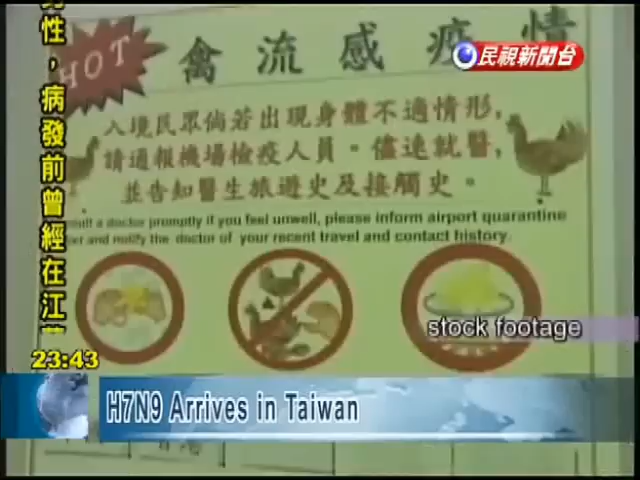 HOT
禽流感疫情
民視新聞台
入境民眾倘若出現身體不適情形，
請通報機場檢疫人員。儘速就醫，
並告知醫生旅遊史及接觸史。
a doctor promptly if you feel unwell, please inform airport quarantine
and notify the doctor of your recent travel and contact history.
性，病發前曾經在江
stock footage
23:43
H7N9 Arrives in Taiwan